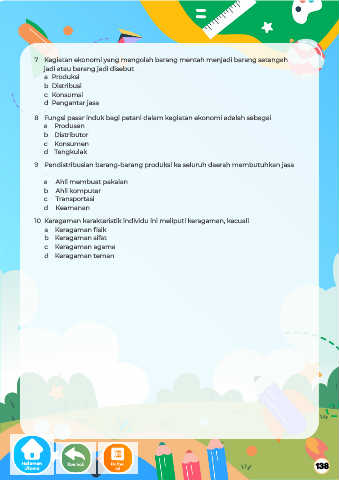 7 Kegiatan ekonomi yang mengolah barang mentah menjadi barang setengah
jadi atau barang jadi disebut
a Produksi
b Distribusi
c Konsumsi
d Pengantar jasa
8 Fungsi pasar induk bagi petani dalam kegiatan ekonomi adalah sebagai
a Produsen
b Distributor
c Konsumen
d Tengkulak
9 Pendistribusian barang-barang produksi ke seluruh daerah membutuhkan jasa
a Ahli membuat pakaian
b Ahli komputer
c Transportasi
d Keamanan
10 Keragaman karakteristik individu ini meliputi keragaman, kecuali
a Keragaman fisik
b Keragaman sifat
c Keragaman agama
d Keragaman teman
Halaman
Utama
138